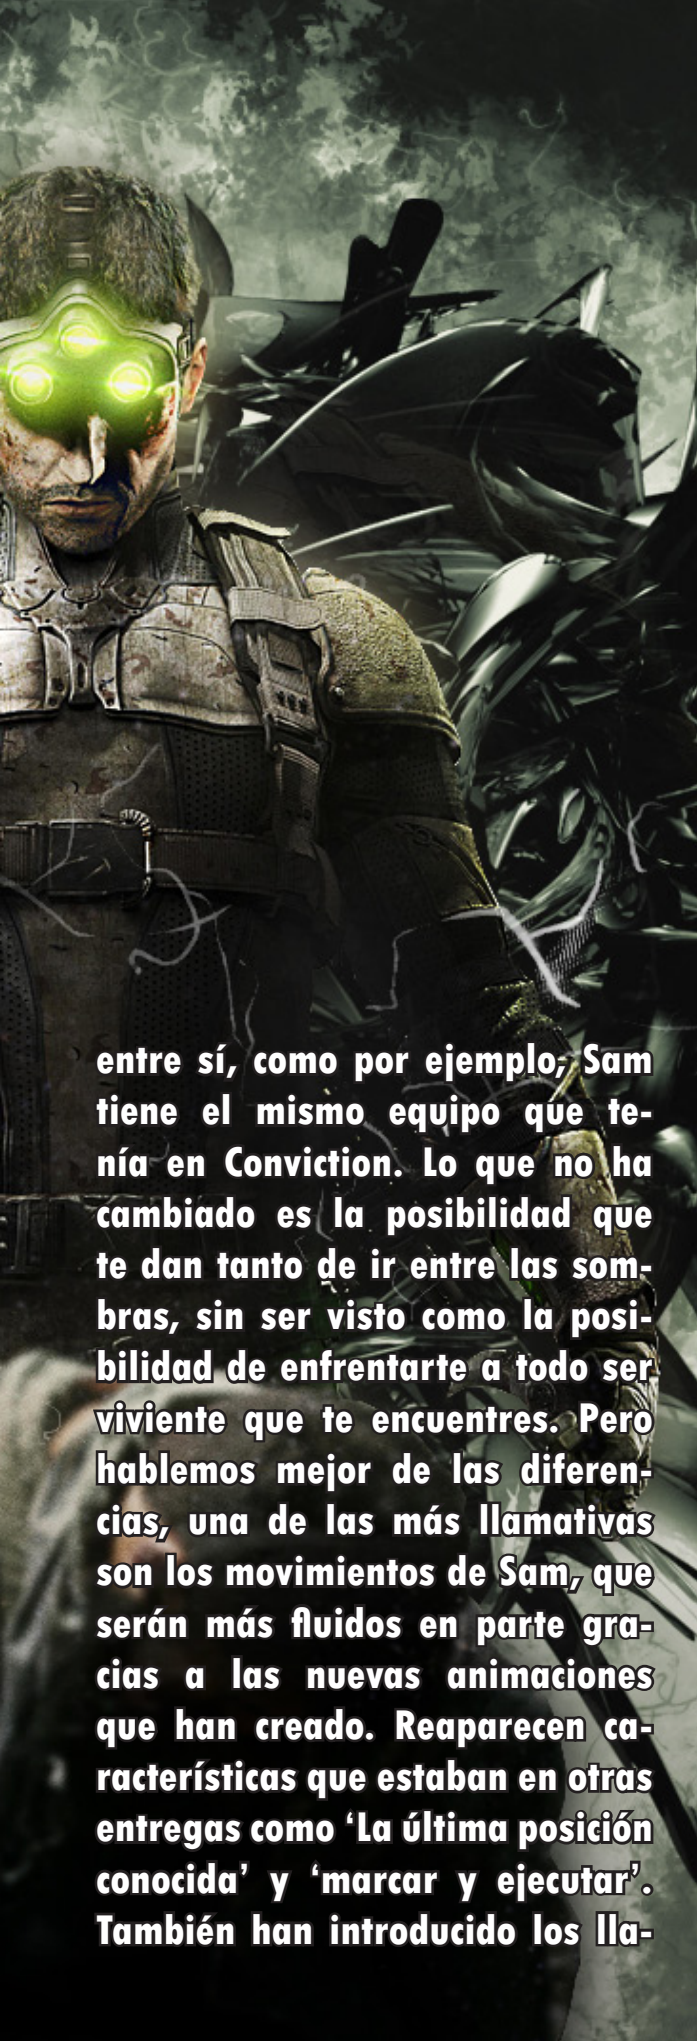 entre sí, como por ejemplo, Sam
tiene el mismo equipo que te-
nía en Conviction. Lo que no ha
cambiado es la posibilidad que
te dan tanto de ir entre las som-
bras, sin ser visto como la posi-
bilidad de enfrentarte a todo ser
viviente que te encuentres. Pero
hablemos mejor de las diferen-
cias, una de las más llamativas
son los movimientos de Sam, que
serán más fluidos en parte gra-
cias a las nuevas animaciones
que han creado. Reaparecen ca-
racterísticas que estaban en otras
entregas como ‘La última posición
conocida’ y ‘marcar y ejecutar’.
También han introducido los lla-